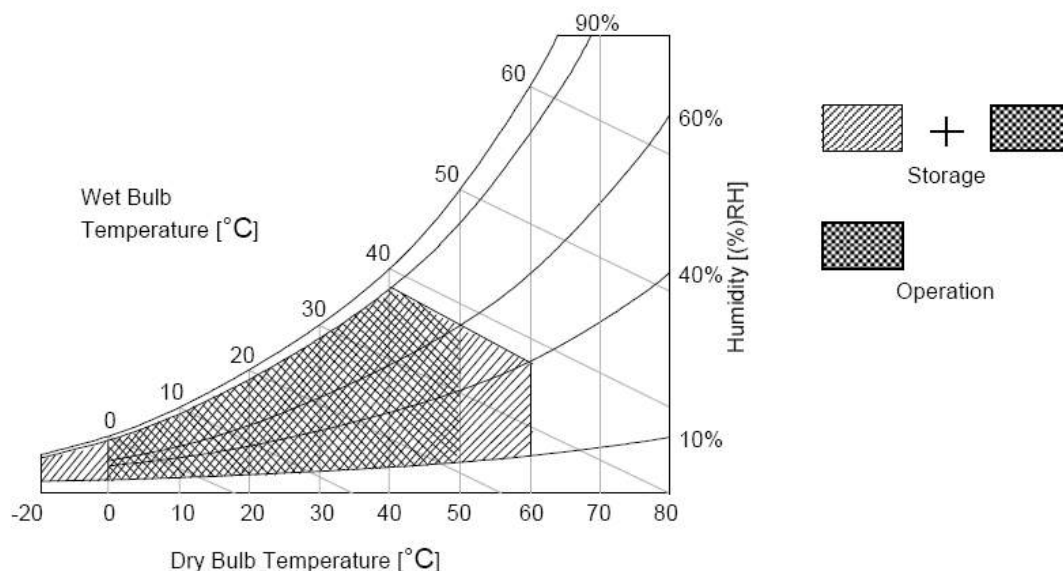 90%
60
60%
50
Storage
Wet Bulb
Temperature [°C]
40
Humidity [(%)RH]
40%
30
Operation
20
10
0
10%
-20 0 10 20 30 40 50 60 70 80
Dry Bulb Temperature [°C]